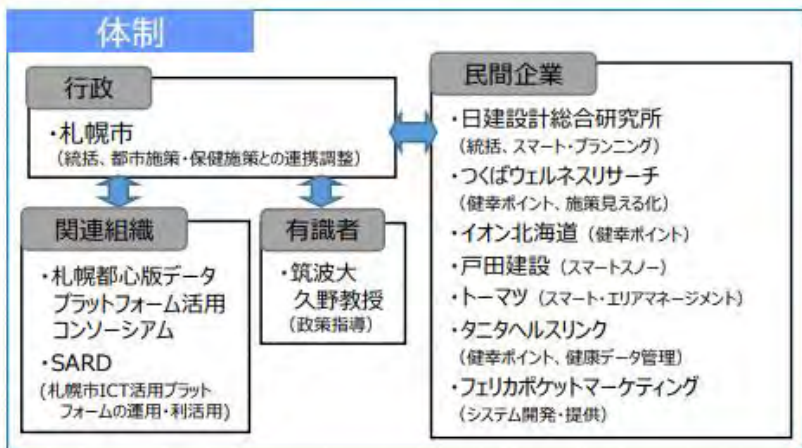 体制
行政
・札幌市
（統括、都市施策・保健施策との連携調整）
関連組織
・札幌都心版データ
プラットフォーム活用
コンソーシアム
・SARD
(札幌市ICT活用プラット
フォームの運用・利活用)
有識者
・筑波大
久野教授
（政策指導）
民間企業
・日建設計総合研究所
（統括、スマート・プランニング）
・つくばウェルネスリサーチ
（健幸ポイント、施策見える化）
・イオン北海道（健幸ポイント）
・戸田建設（スマートスノー）
・トーマツ（スマート・エリアマネージメント）
・タニタヘルスリンク
（健幸ポイント、健康データ管理）
・フェリカポケットマーケティング
（システム開発・提供）